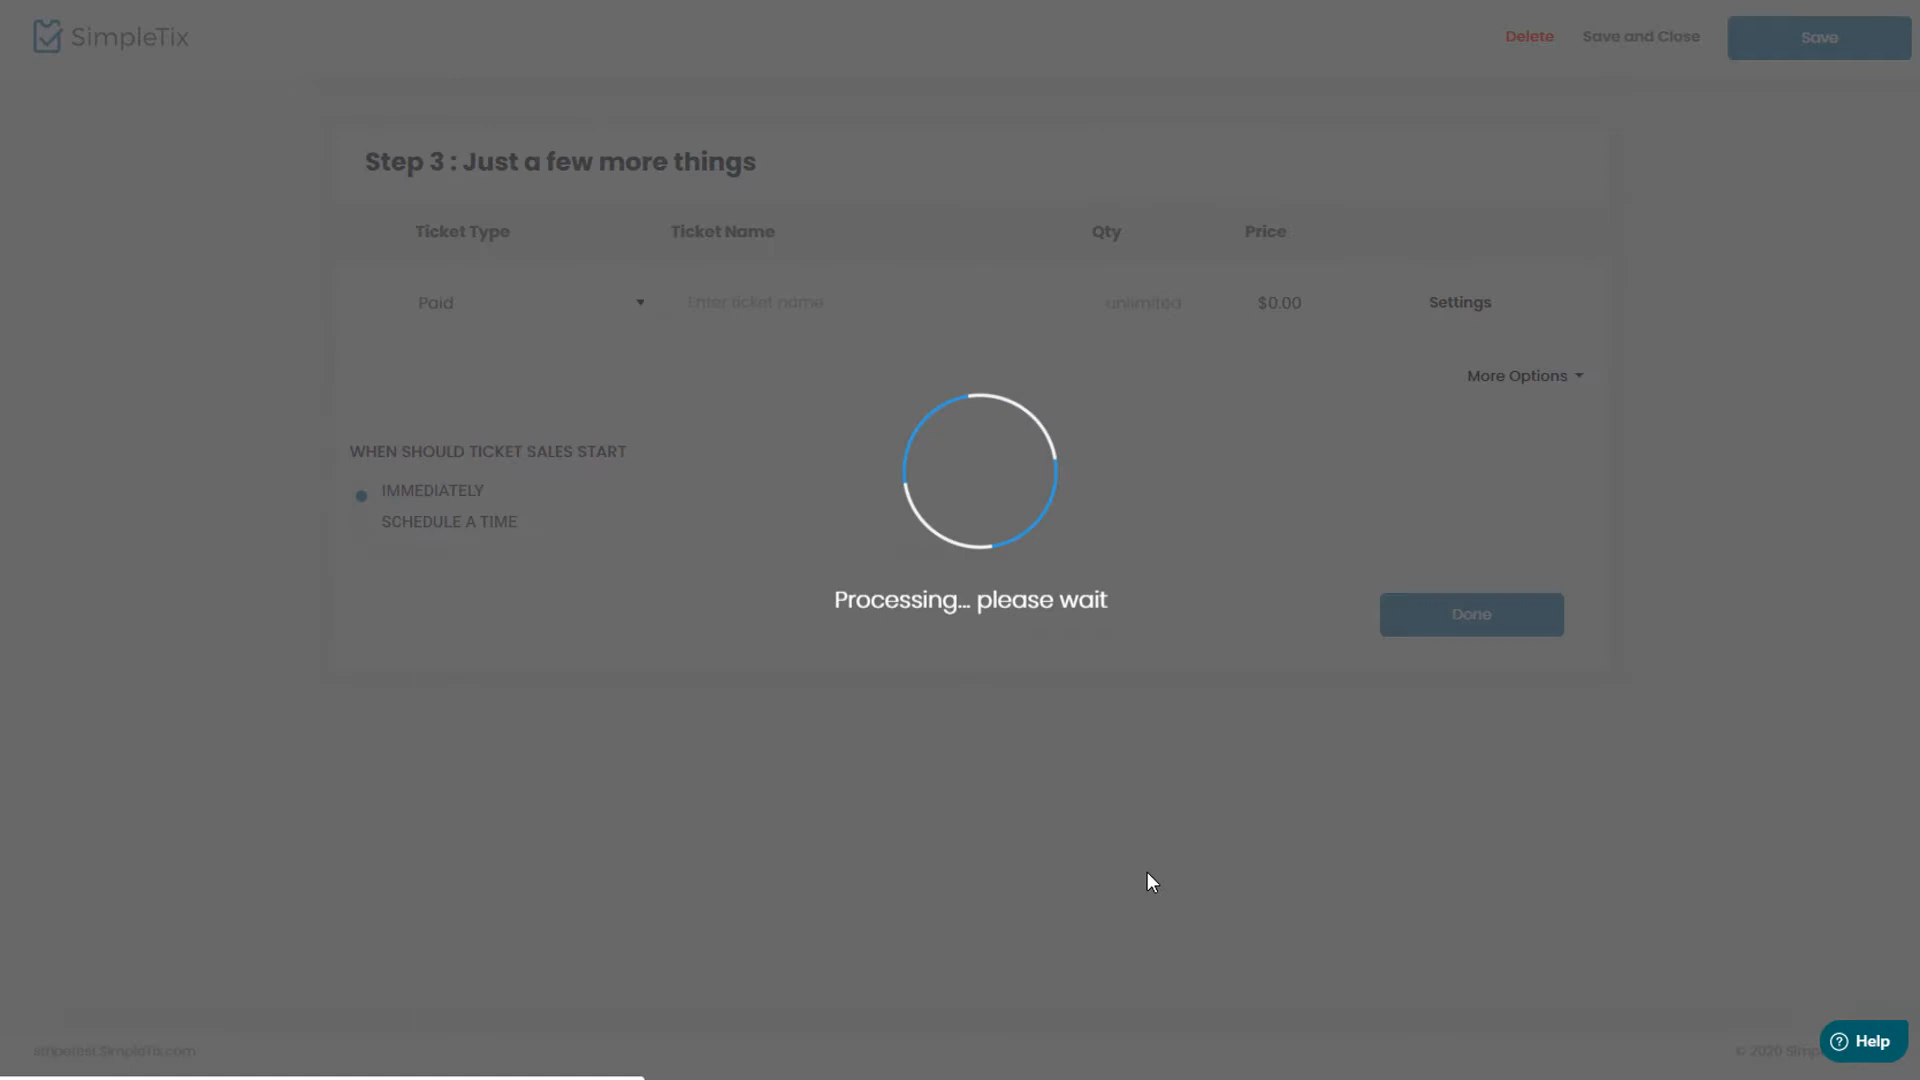 SimpleTix
Delete
Save and Close
Save
Step 3 : Just a few more things
Ticket Type
Ticket Name
Qty
Price
Paid
Enter ticket name
unlimited
$0.00
Settings
More Options
WHEN SHOULD TICKET SALES START
IMMEDIATELY
SCHEDULE A TIME
Processing... please wait
Done
© 2020
Help